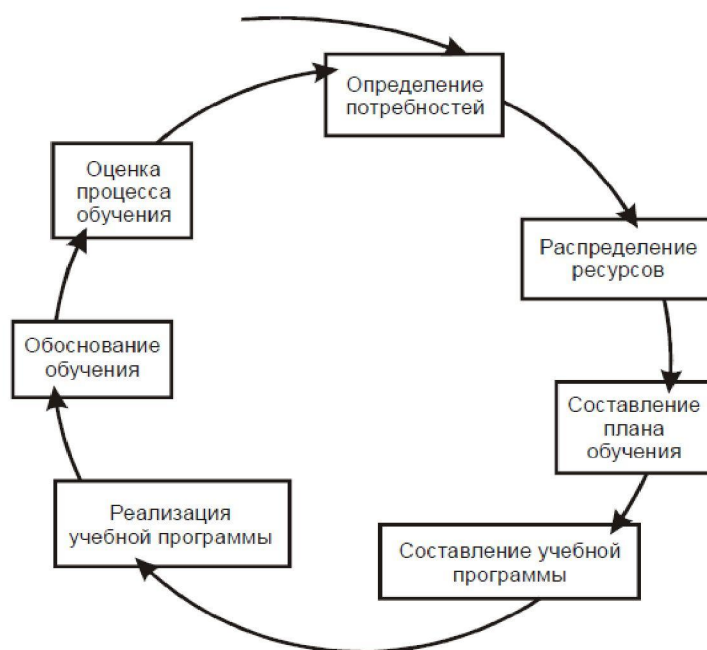 Определение
потребностей
Распределение
ресурсов
Составление
плана
обучения
Составление учебной
программы
Реализация
учебной программы
Обоснование
обучения
Оценка
процесса
обучения